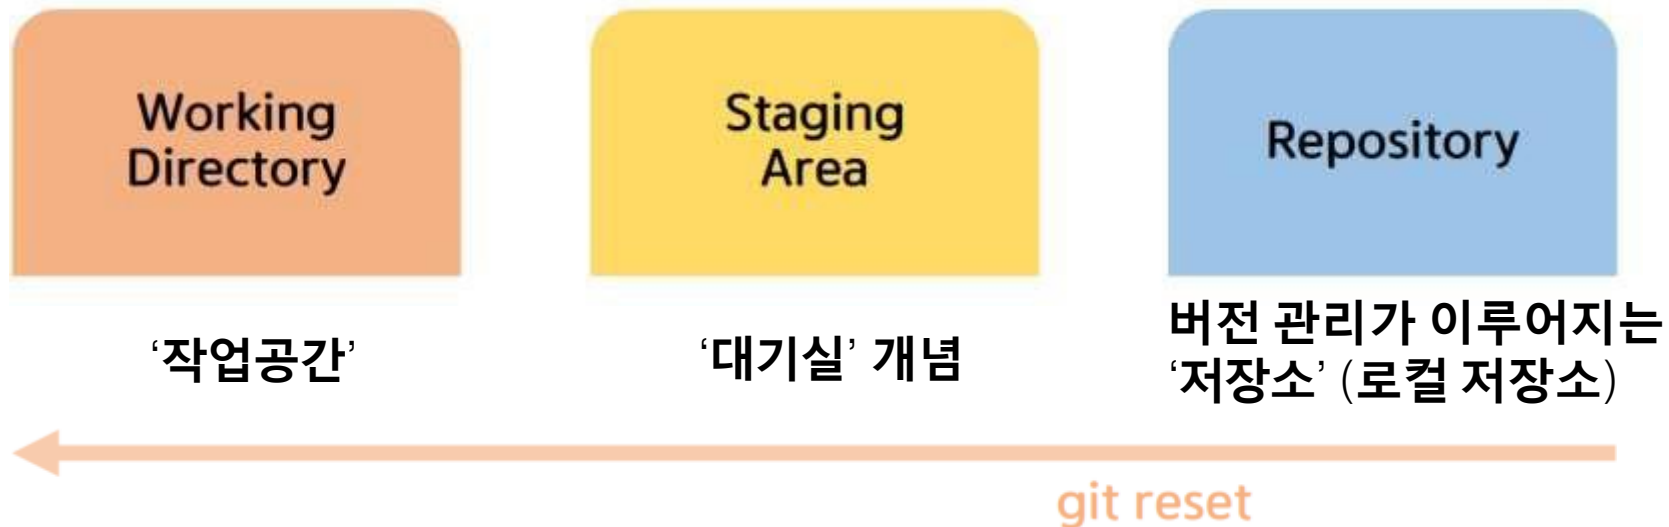 Working
Directory
Staging
Area
Repository
‘작업공간’
‘대기실’ 개념
버전 관리가 이루어지는
‘저장소’ (로컬 저장소)
git reset